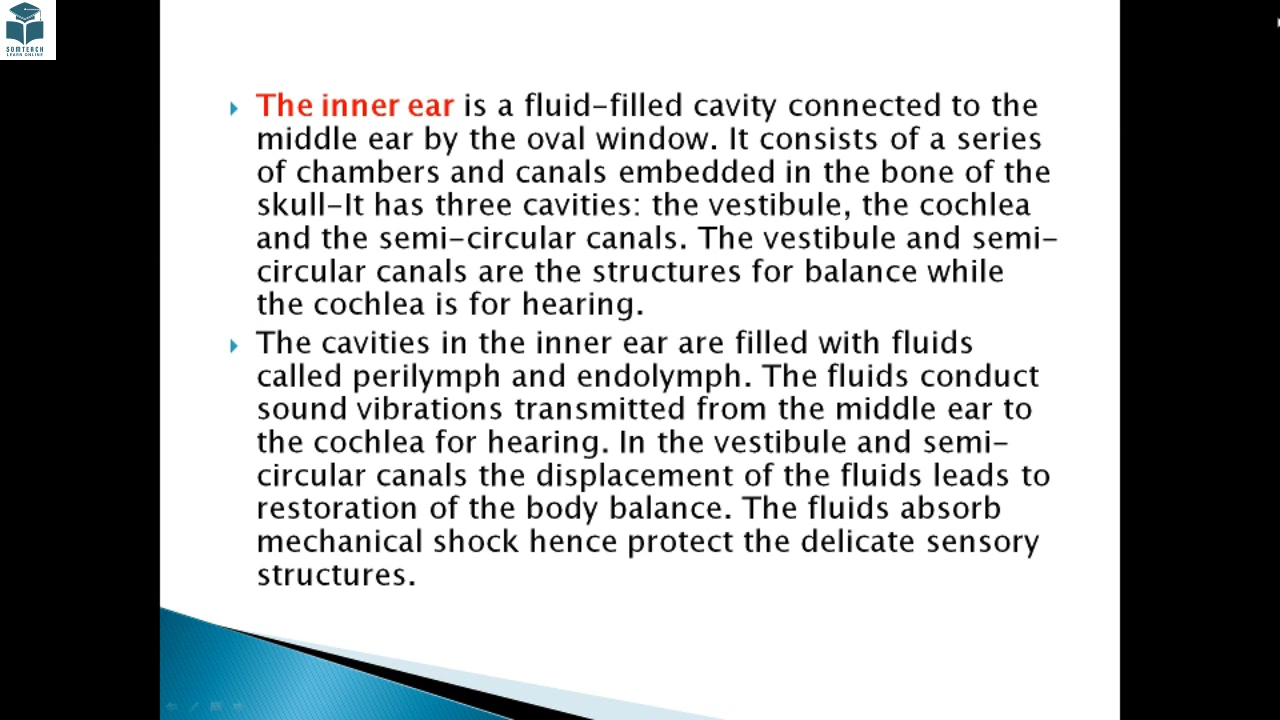 SOMTEACH
LEARN ONLINE
The inner ear is a fluid-filled cavity connected to the
middle ear by the oval window. It consists of a series
of chambers and canals embedded in the bone of the
skull-It has three cavities: the vestibule, the cochlea
and the semi-circular canals. The vestibule and semi-
circular canals are the structures for balance while
the cochlea is for hearing.
The cavities in the inner ear are filled with fluids
called perilymph and endolymph. The fluids conduct
sound vibrations transmitted from the middle ear to
the cochlea for hearing. In the vestibule and semi-
circular canals the displacement of the fluids leads to
restoration of the body balance. The fluids absorb
mechanical shock hence protect the delicate sensory
structures.